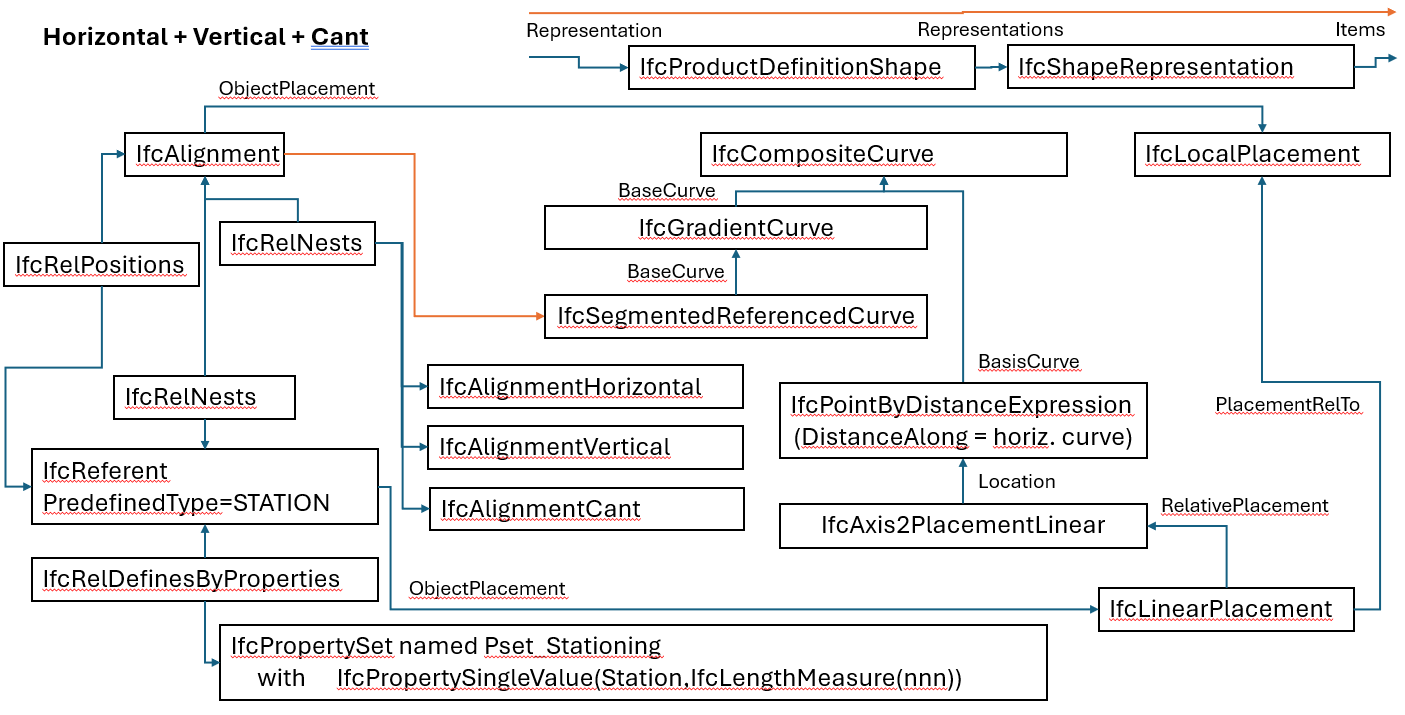 Horizontal + Vertical + Cant
Representation
Representations
Items
IfcProductDefinitionShape
IfcShapeRepresentation
ObjectPlacement
IfcAlignment
IfcCompositeCurve
IfcLocalPlacement
BaseCurve
IfcGradientCurve
IfcRelNests
IfcRelPositions
BaseCurve
IfcSegmentedReferencedCurve
BasisCurve
IfcAlignmentHorizontal
IfcRelNests
IfcPointByDistanceExpression
(DistanceAlong = horiz. curve)
PlacementRelTo
IfcAlignmentVertical
IfcReferent
PredefinedType=STATION
Location
IfcAlignmentCant
IfcAxis2PlacementLinear
RelativePlacement
IfcRelDefinesByProperties
ObjectPlacement
IfcLinearPlacement
IfcPropertySet named Pset_Stationing
with IfcPropertySingleValue(Station,IfcLengthMeasure(nnn))